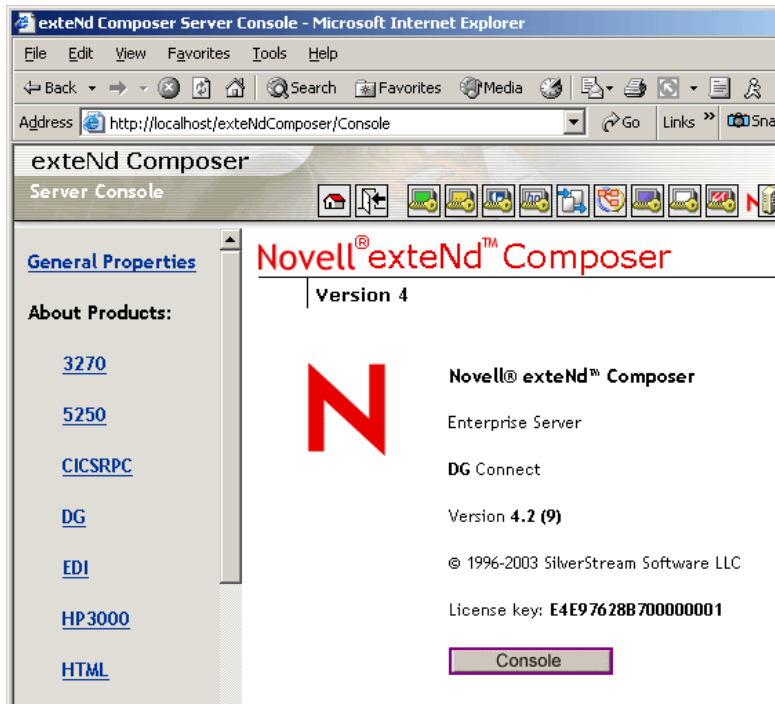 exteNd Composer Server Console - Microsoft Internet Explorer
File Edit View Favorites Tools Help
Back Search Favorites Media
Address http://localhost/exteNdComposer/Console Go Links » Sna
exteNd Composer
Server Console
General Properties
About Products:
3270
5250
CICSRPC
DG
EDI
HP3000
HTML
Novell® exteNd™ Composer
Version 4
N
Novell® exteNd™ Composer
Enterprise Server
DG Connect
Version 4.2 (9)
© 1996-2003 SilverStream Software LLC
License key: E4E97628B700000001
Console